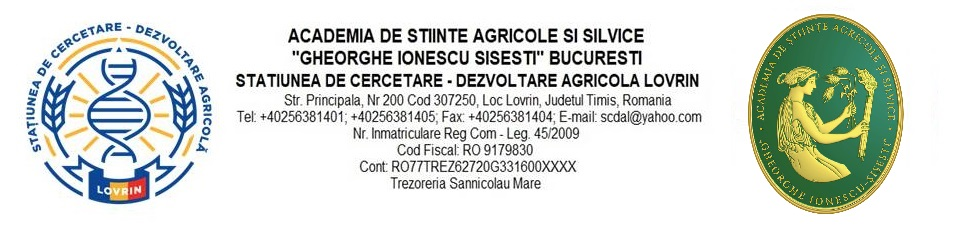 STAȚIUNEA DE CERCETARE - DEZVOLTARE AGRICOLĂ
LOVRIN
ACADEMIA DE STIINTE AGRICOLE SI SILVICE
"GHEORGHE IONESCU SISESTI" BUCURESTI
STATIUNEA DE CERCETARE - DEZVOLTARE AGRICOLA LOVRIN
Str. Principala, Nr 200 Cod 307250, Loc Lovrin, Judetul Timis, Romania
Tel: +40256381401; +40256381405; Fax: +40256381404; E-mail: scdal@yahoo.com
Nr. Inmatriculare Reg Com - Leg. 45/2009
Cod Fiscal: RO 9179830
Cont: RO77TREZ62720G331600XXXX
Trezoreria Sannicolau Mare
ACADEMIA DE ȘTIINȚE AGRICOLE ȘI SILVICE
"GHEORGHE IONESCU-ȘIȘEȘTI"